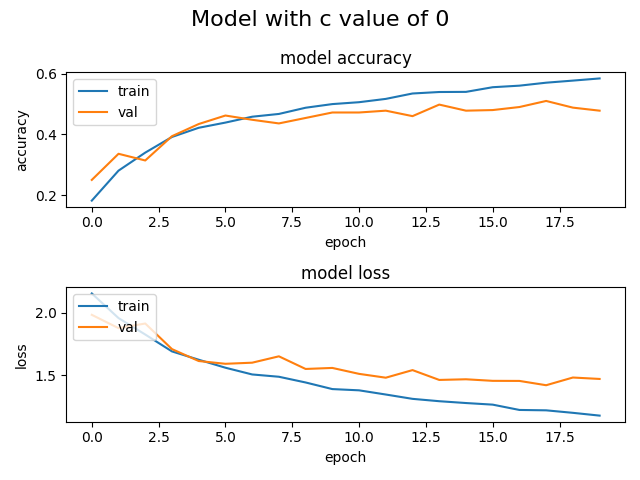 Model with c value of 0
model accuracy
0.6
0.4
0.2
accuracy
train
val
0.0 2.5 5.0 7.5 10.0 12.5 15.0 17.5
epoch
model loss
2.0
1.5
loss
train
val
0.0 2.5 5.0 7.5 10.0 12.5 15.0 17.5
epoch